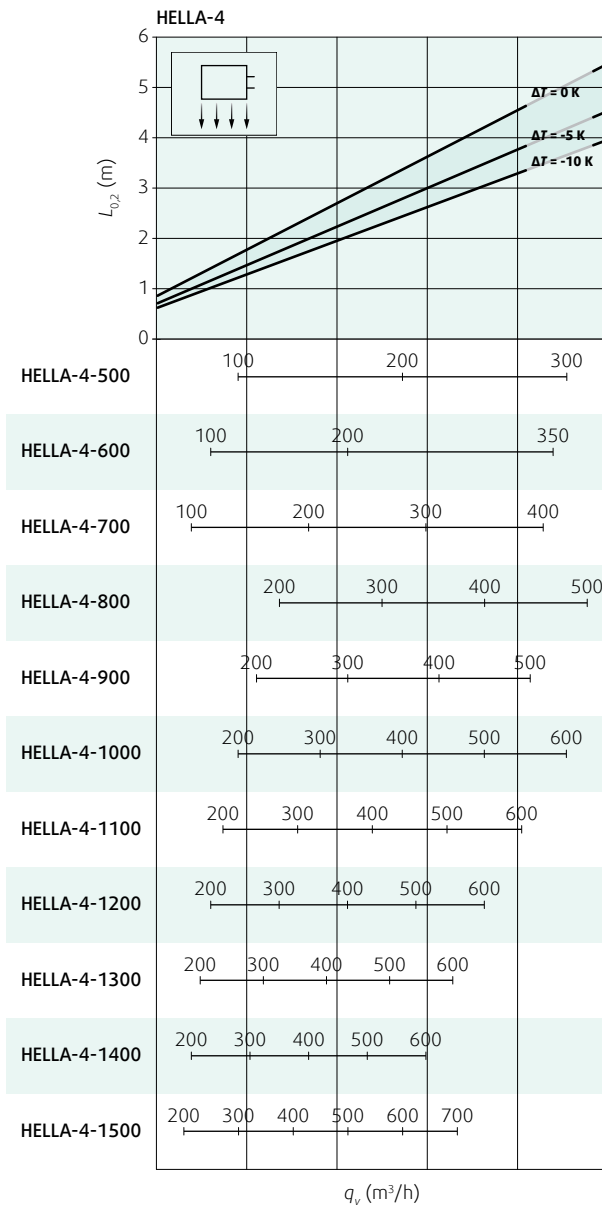 HELLA-4
6
5
4
3
2
1
0
L0,2 (m)
ΔT = 0 K
ΔT = -5 K
ΔT = -10 K
HELLA-4-500
100 200 300
HELLA-4-600
100 200 350
HELLA-4-700
100 200 300 400
HELLA-4-800
200 300 400 500
HELLA-4-900
200 300 400 500
HELLA-4-1000
200 300 400 500 600
HELLA-4-1100
200 300 400 500 600
HELLA-4-1200
200 300 400 500 600
HELLA-4-1300
200 300 400 500 600
HELLA-4-1400
200 300 400 500 600
HELLA-4-1500
200 300 400 500 600 700
qv (m³/h)